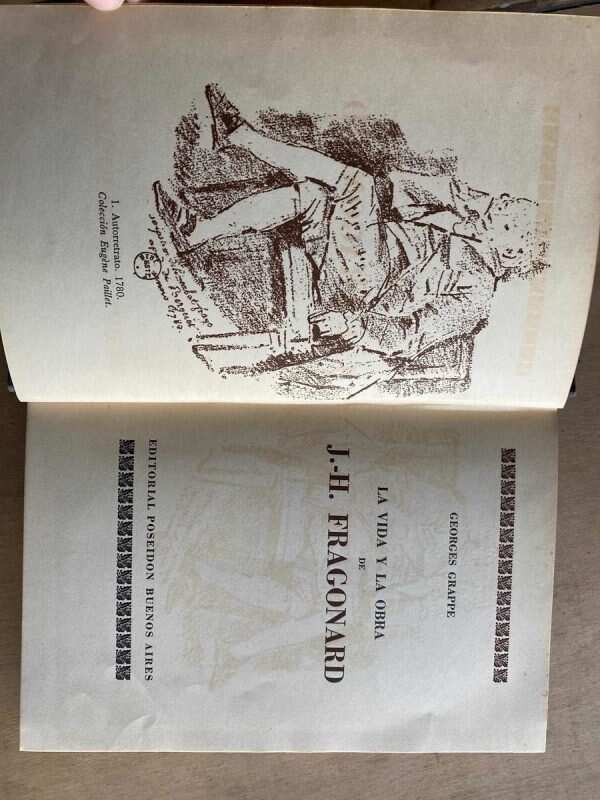 1. Autorretrato. 1780.
Colección Eugène Paillet.
GEORGES GRAPPE
LA VIDA Y LA OBRA
DE
J.-H. FRAGONARD
EDITORIAL POSEIDON BUENOS AIRES